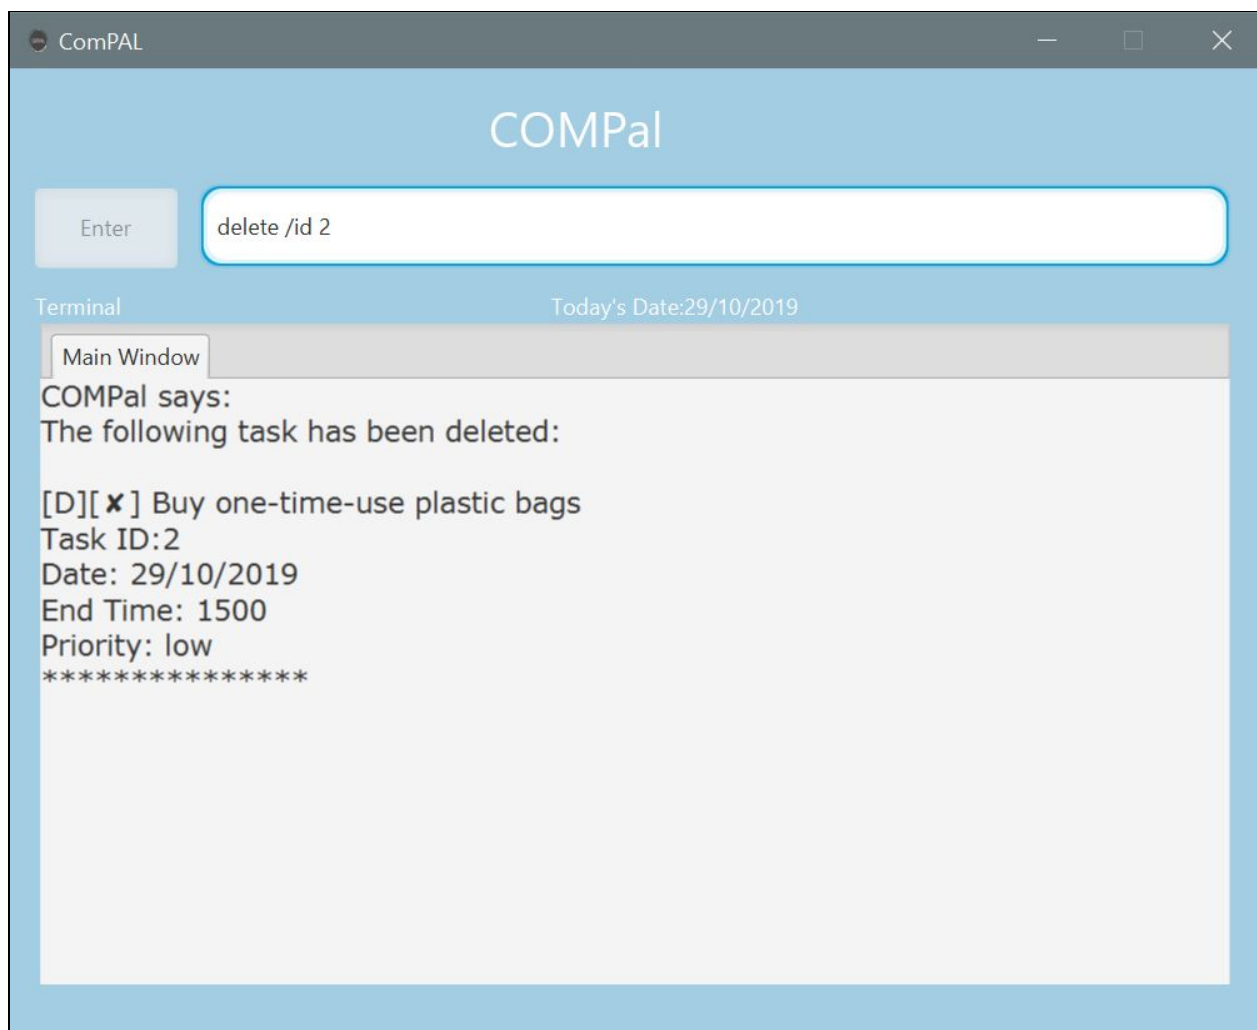 ComPAL
COMPal
Enter
delete /id 2
Terminal
Today's Date:29/10/2019
Main Window
COMPal says:
The following task has been deleted:
[D][✘] Buy one-time-use plastic bags
Task ID:2
Date: 29/10/2019
End Time: 1500
Priority: low
***************